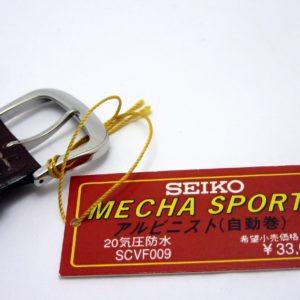 SEIKO
MECHA SPORT
アルピニスト(自動巻)
20気圧防水 希望小売価格
SCVF009 ¥33,